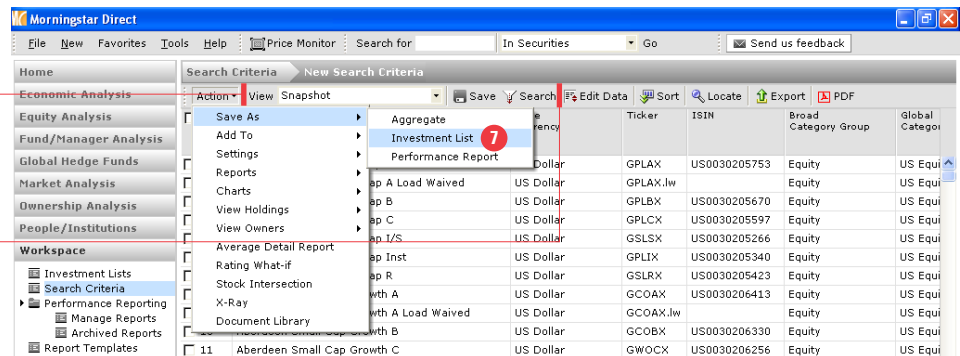 Morningstar Direct
File New Favorites Tools Help Price Monitor Search for In Securities Go Send us feedback
Home Search Criteria New Search Criteria
Economic Analysis Action View Snapshot Save Search Edit Data Sort Locate Export PDF
Equity Analysis
Fund/Manager Analysis
Global Hedge Funds
Market Analysis
Ownership Analysis
People/Institutions
Workspace
Investment Lists
Search Criteria
Performance Reporting
Manage Reports
Archived Reports
Report Templates
Save As
Add To
Settings
Reports
Charts
View Holdings
View Owners
Average Detail Report
Rating What-if
Stock Intersection
X-Ray
Document Library
Aggregate
Investment List 7
Performance Report
Ticker ISIN Broad Global
Category Group Categor
Dollar GPLAX US0030205753 Equity US Equi
ap A Load Waived US Dollar GPLAX.lw Equity US Equi
ap B US Dollar GPLBX US0030205670 Equity US Equi
ap C US Dollar GPLCX US0030205597 Equity US Equi
ap I/S US Dollar GSLSX US0030205266 Equity US Equi
ap Inst US Dollar GPLIX US0030205340 Equity US Equi
ap R US Dollar GSLRX US0030205423 Equity US Equi
wth A US Dollar GCOAX US0030206413 Equity US Equi
wth A Load Waived US Dollar GCOAX.lw Equity US Equi
10 Aberdeen Small Cap Growth B US Dollar GCOBX US0030206330 Equity US Equi
11 Aberdeen Small Cap Growth C US Dollar GWOCX US0030206256 Equity US Equi